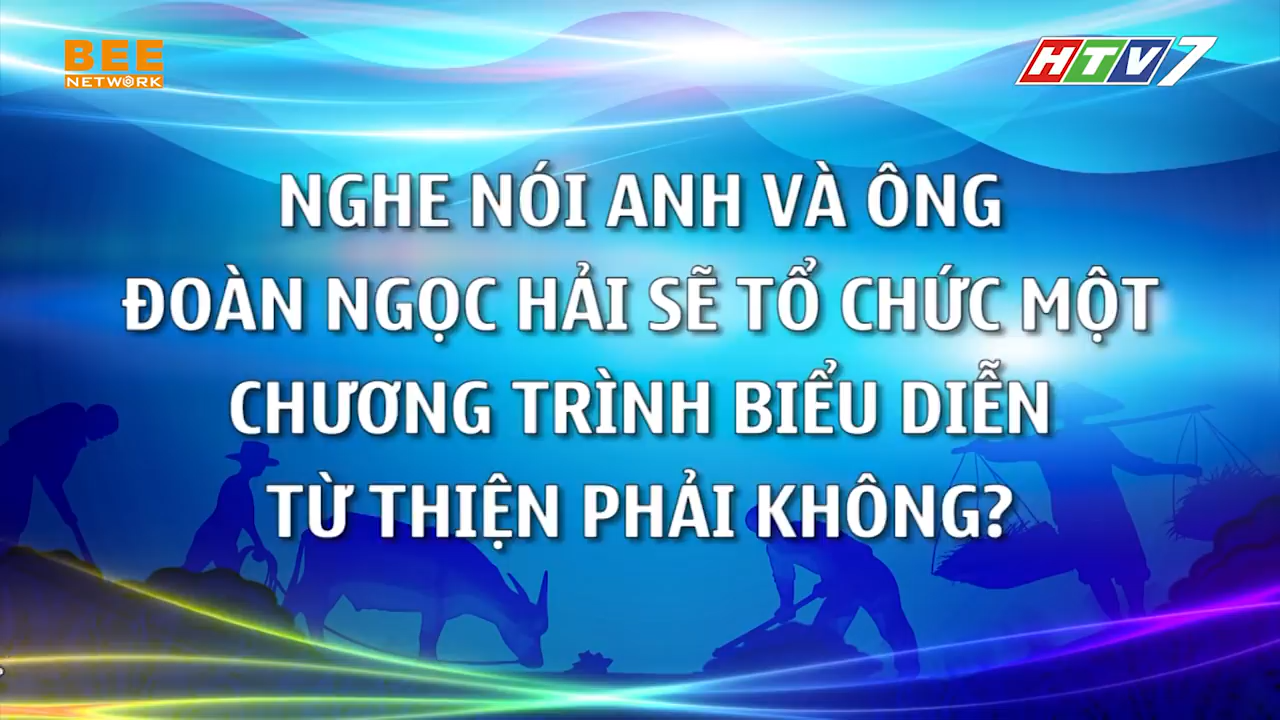 BEE
NETWORK
HTV7
NGHE NÓI ANH VÀ ÔNG
ĐOÀN NGỌC HẢI SẼ TỔ CHỨC MỘT
CHƯƠNG TRÌNH BIỂU DIỄN
TỪ THIỆN PHẢI KHÔNG?